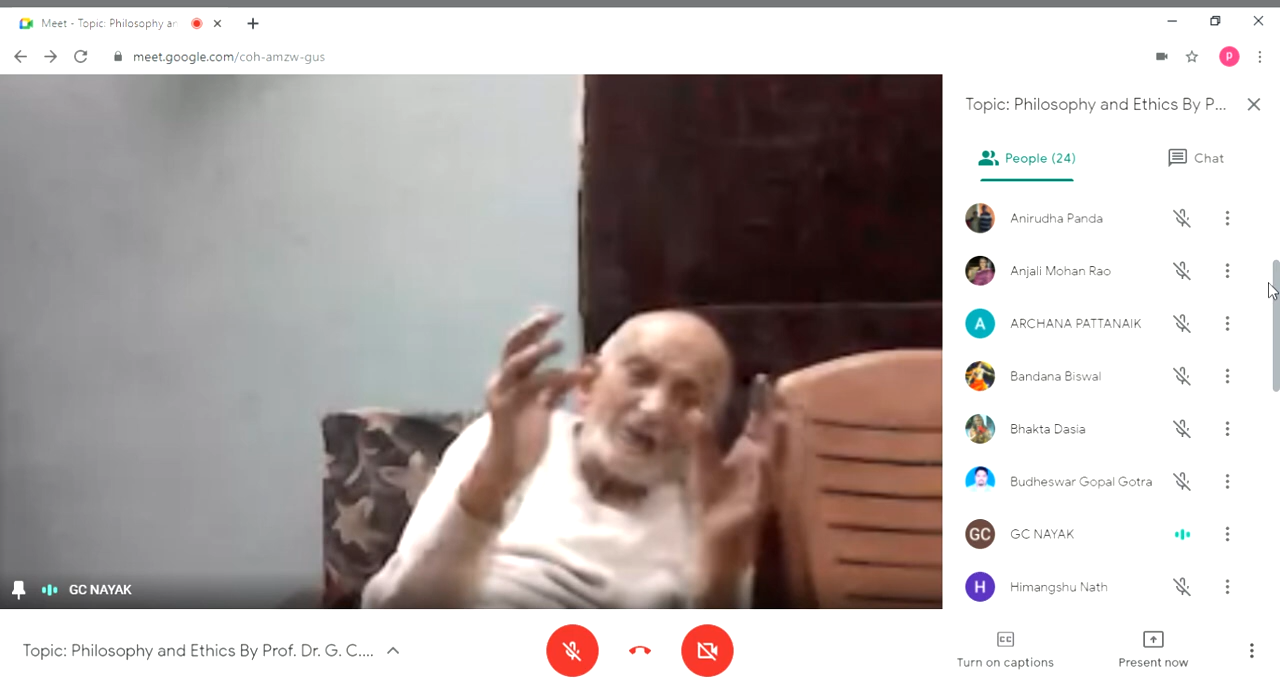 Meet - Topic: Philosophy an
meet.google.com/coh-amzw-gus
P
Topic: Philosophy and Ethics By P...
People (24)
Chat
Anirudha Panda
Anjali Mohan Rao
A
ARCHANA PATTANAIK
Bandana Biswal
Bhakta Dasia
Budheswar Gopal Gotra
GC
GC NAYAK
H
Himangshu Nath
GC NAYAK
Topic: Philosophy and Ethics By Prof. Dr. G. C....
CC
Turn on captions
Present now